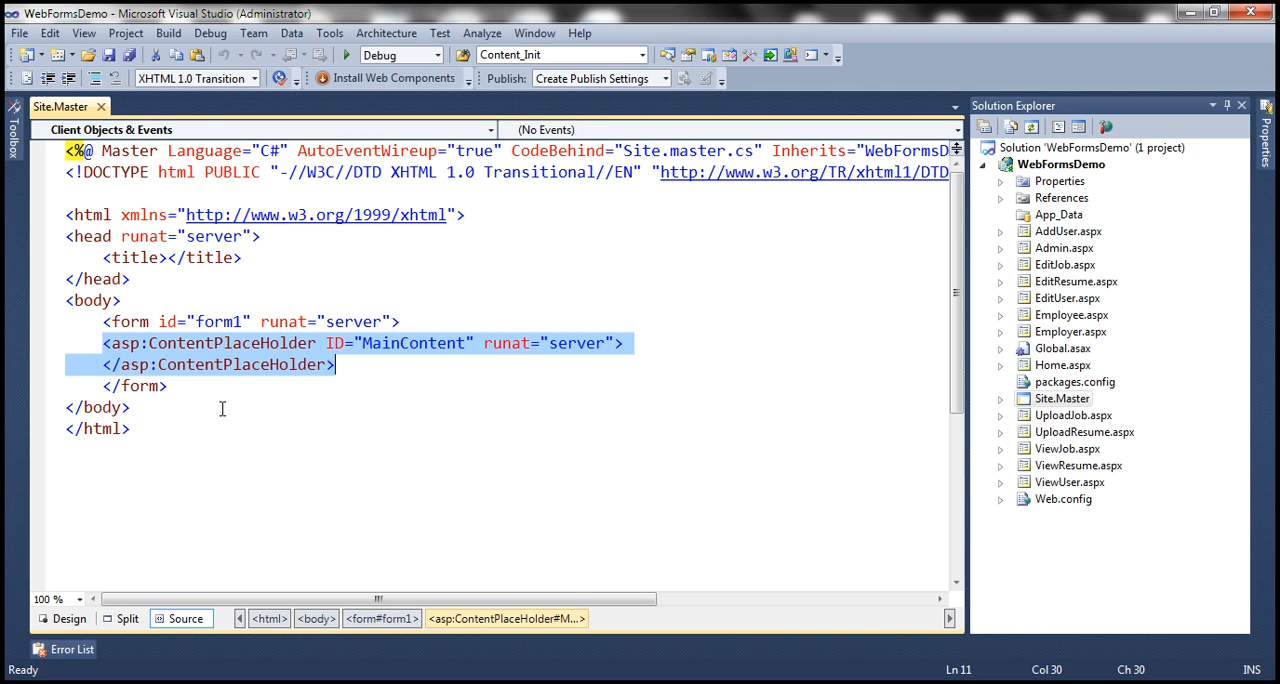 WebFormsDemo - Microsoft Visual Studio (Administrator)
File Edit View Project Build Debug Team Data Tools Architecture Test Analyze Window Help
Debug Content_Init
XHTML 1.0 Transition Install Web Components Publish: Create Publish Settings
Site.Master
Client Objects & Events (No Events)
<%@ Master Language="C#" AutoEventWireup="true" CodeBehind="Site.master.cs" Inherits="WebFormsD
<!DOCTYPE html PUBLIC "-//W3C//DTD XHTML 1.0 Transitional//EN" "http://www.w3.org/TR/xhtml1/DTD
<html xmlns="http://www.w3.org/1999/xhtml">
<head runat="server">
<title></title>
</head>
<body>
<form id="form1" runat="server">
<asp:ContentPlaceHolder ID="MainContent" runat="server">
</asp:ContentPlaceHolder>
</form>
</body>
</html>
100 %
Design Split Source <html> <body> <form#form1> <asp:ContentPlaceHolder#M...>
Toolbox
Solution Explorer
Solution 'WebFormsDemo' (1 project)
WebFormsDemo
Properties
References
App_Data
AddUser.aspx
Admin.aspx
EditJob.aspx
EditResume.aspx
EditUser.aspx
Employee.aspx
Employer.aspx
Global.asax
Home.aspx
packages.config
Site.Master
UploadJob.aspx
UploadResume.aspx
ViewJob.aspx
ViewResume.aspx
ViewUser.aspx
Web.config
Properties
Error List
Ready Ln 11 Col 30 Ch 30 INS